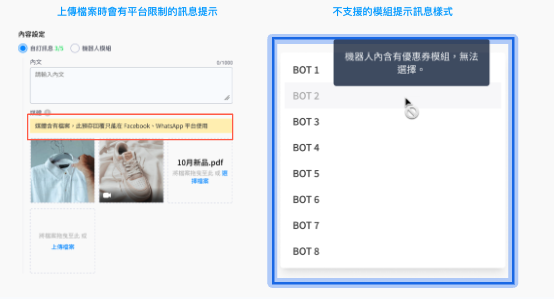 上傳檔案時會有平台限制的訊息提示
內容設定
自訂訊息 3/5 機器人模組
內文 0/1000
請輸入內文
媒體含有檔案，此類型回覆只能在 Facebook、WhatsApp 平台使用
10月新品.pdf
將檔案拖曳至此 或 選
擇檔案
將檔案拖曳至此 或
上傳檔案
不支援的模組提示訊息樣式
機器人內含有優惠券模組，無法
選擇。
BOT 1
BOT 2
BOT 3
BOT 4
BOT 5
BOT 6
BOT 7
BOT 8